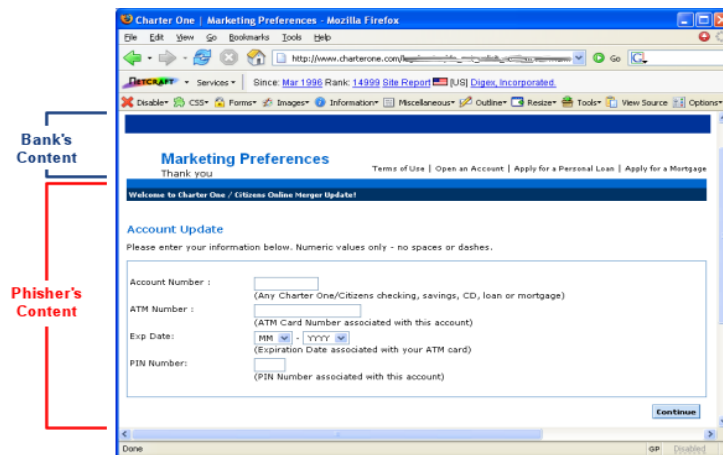 Charter One | Marketing Preferences - Mozilla Firefox
File Edit View Go Bookmarks Tools Help
http://www.charterone.com/ Go
NETCRAFT Services Since: Mar 1996 Rank: 14999 Site Report [US] Digex, Incorporated.
Disable CSS Forms Images Information Miscellaneous Outline Resize Tools View Source Options
Bank's
Content
Marketing Preferences
Thank you
Terms of Use | Open an Account | Apply for a Personal Loan | Apply for a Mortgage
Welcome to Charter One / Citizens Online Merger Update!
Phisher's
Content
Account Update
Please enter your information below. Numeric values only - no spaces or dashes.
Account Number :
(Any Charter One/Citizens checking, savings, CD, loan or mortgage)
ATM Number :
(ATM Card Number associated with this account)
Exp Date: MM - YYYY
(Expiration Date associated with your ATM card)
PIN Number:
(PIN Number associated with this account)
Continue
Done GP Disabled